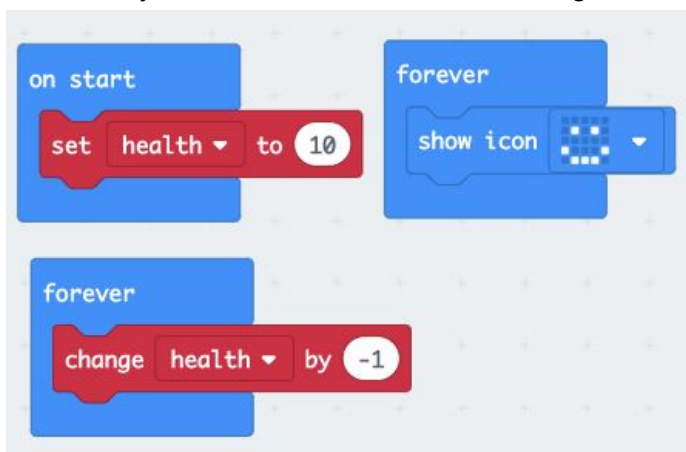 on start
set health to 10
forever
show icon
forever
change health by -1